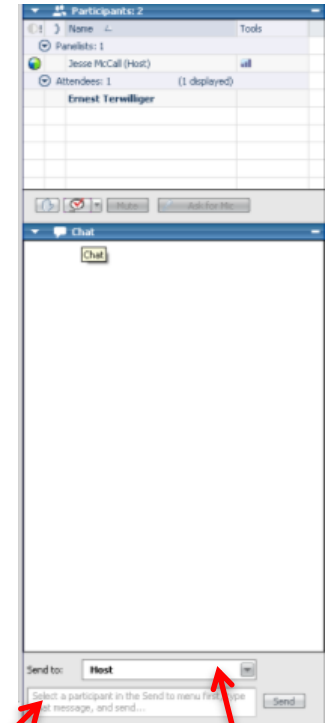 Participants: 2
Name Tools
Panelists: 1
Jesse McCall (Host)
Attendees: 1 (1 displayed)
Ernest Terwilliger
Mute Ask for Mic
Chat
Chat
Send to: Host
Select a participant in the Send to menu first, type
chat message, and send...
Send